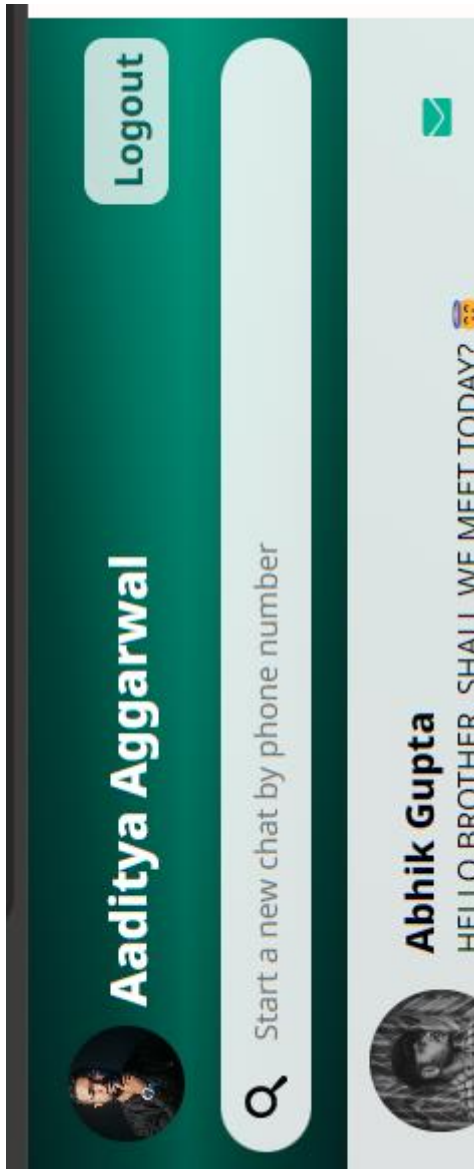 Aaditya Aggarwal
Logout
Start a new chat by phone number
Abhik Gupta
HELLO BROTHER, SHALL WE MEET TODAY?